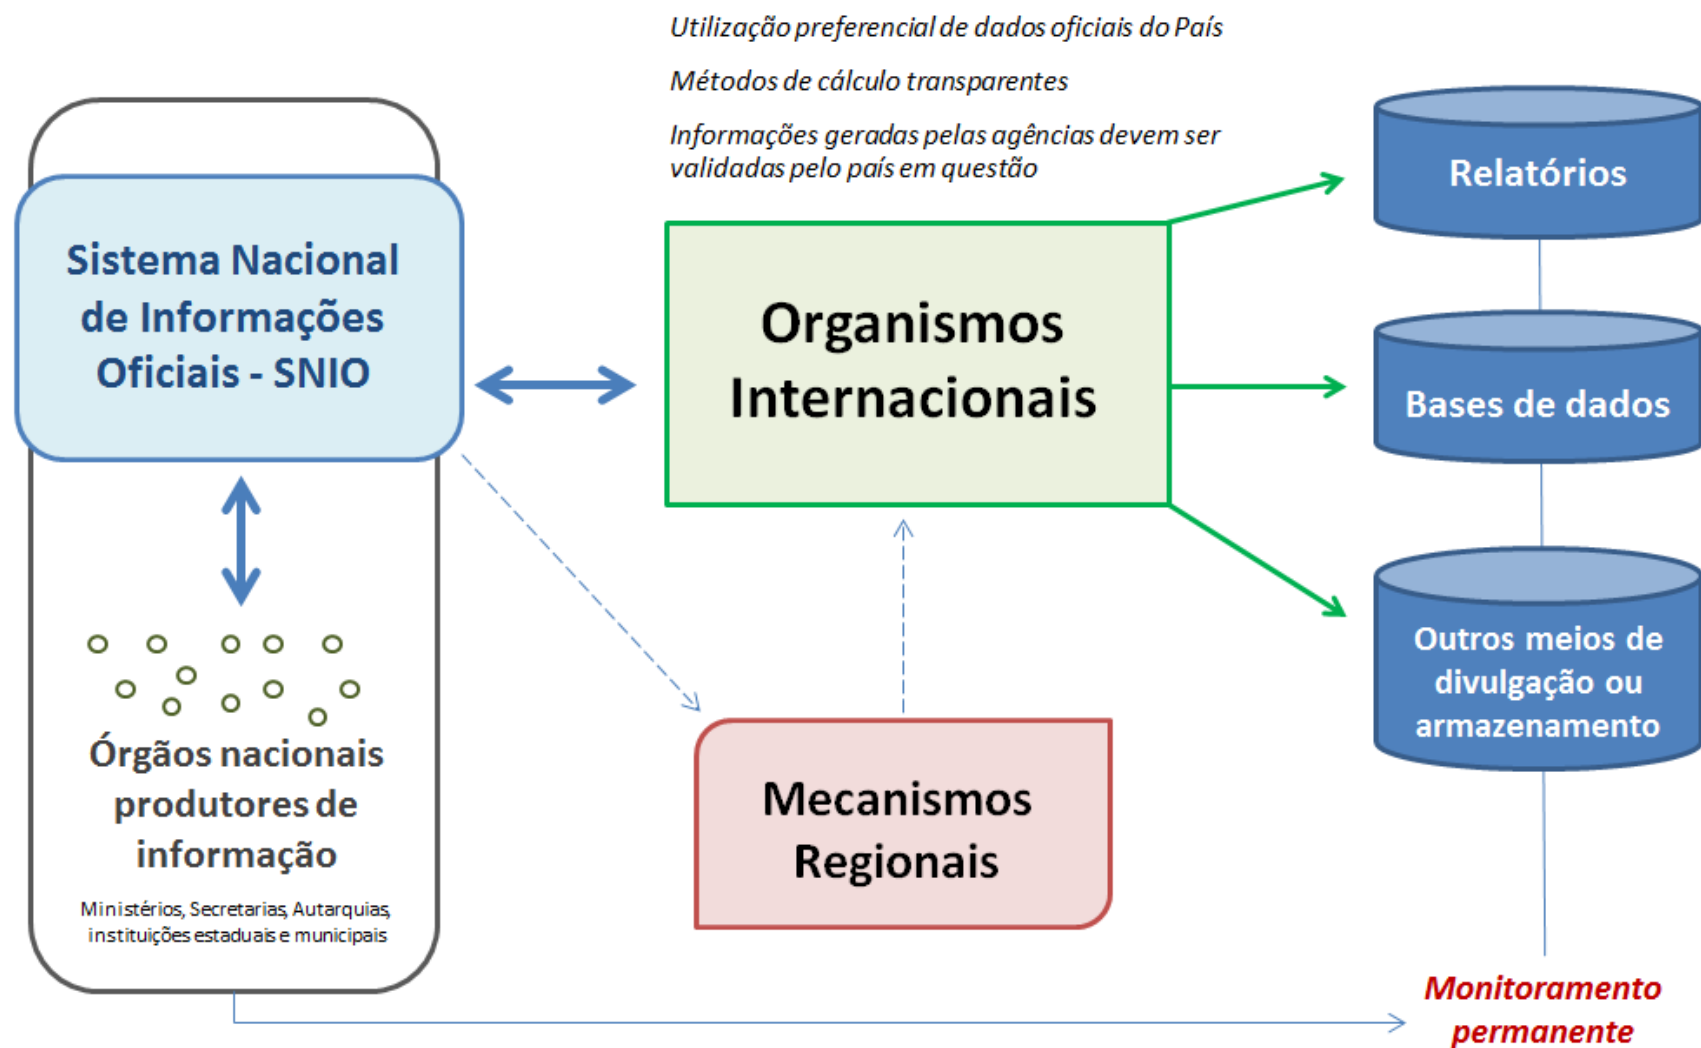 Utilização preferencial de dados oficiais do País
Métodos de cálculo transparentes
Informações geradas pelas agências devem ser
validadas pelo país em questão
Sistema Nacional
de Informações
Oficiais - SNIO
Órgãos nacionais
produtores de
informação
Ministérios, Secretarias, Autarquias,
instituições estaduais e municipais
Organismos
Internacionais
Mecanismos
Regionais
Relatórios
Bases de dados
Outros meios de
divulgação ou
armazenamento
Monitoramento
permanente